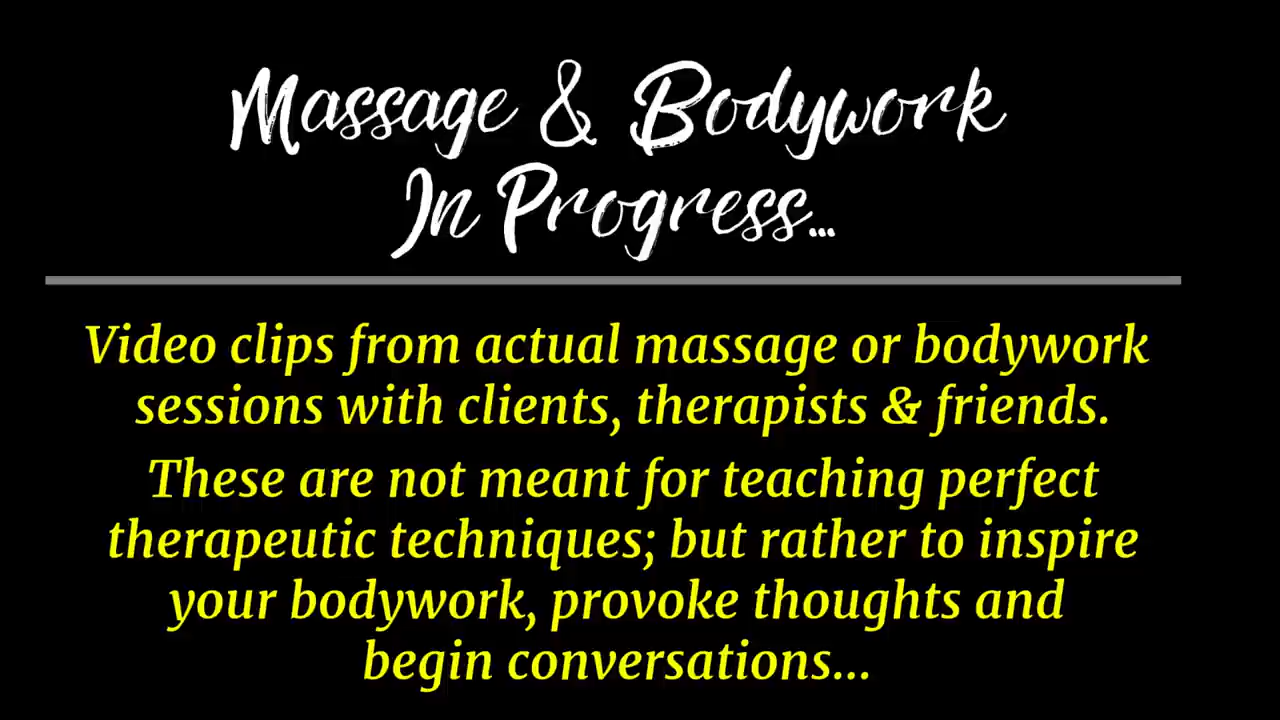 Massage & Bodywork
In Progress...
Video clips from actual massage or bodywork
sessions with clients, therapists & friends.
These are not meant for teaching perfect
therapeutic techniques; but rather to inspire
your bodywork, provoke thoughts and
begin conversations...